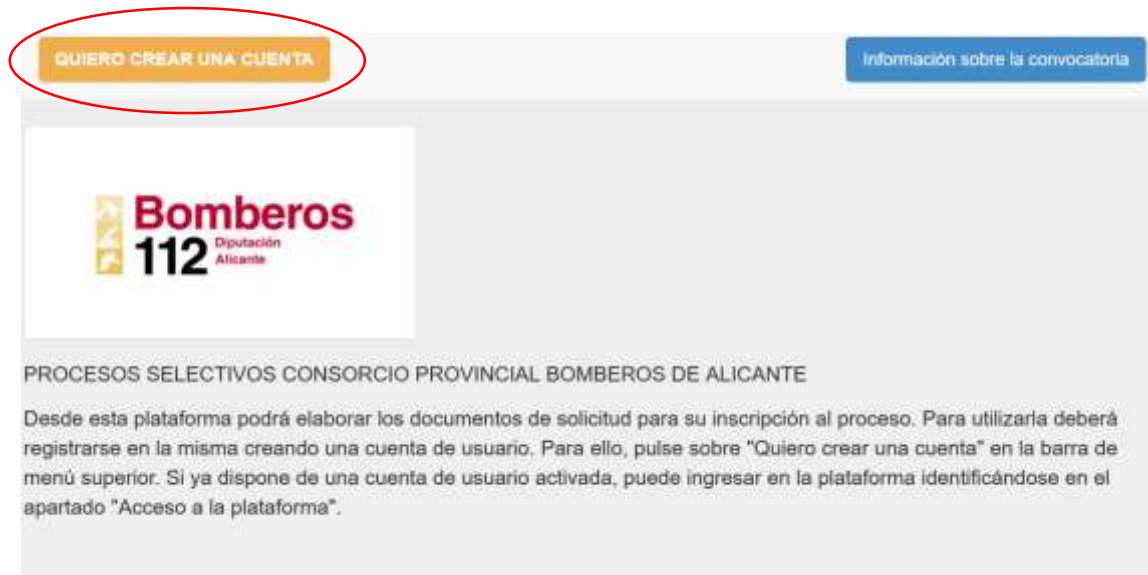 QUIERO CREAR UNA CUENTA
Información sobre la convocatoria
Bomberos
112 Diputación
Alicante
PROCESOS SELECTIVOS CONSORCIO PROVINCIAL BOMBEROS DE ALICANTE
Desde esta plataforma podrá elaborar los documentos de solicitud para su inscripción al proceso. Para utilizarla deberá
registrarse en la misma creando una cuenta de usuario. Para ello, pulse sobre "Quiero crear una cuenta" en la barra de
menú superior. Si ya dispone de una cuenta de usuario activada, puede ingresar en la plataforma identificándose en el
apartado "Acceso a la plataforma".